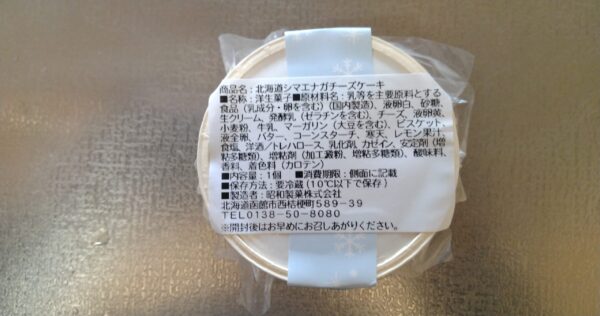 商品名：北海道シマエナガチーズケーキ
■名称：洋生菓子■原材料名：乳等を主要原料とする
食品（乳成分・卵を含む）（国内製造）、液卵白、砂糖、
生クリーム、発酵乳（ゼラチンを含む）、チーズ、液卵黄、
小麦粉、牛乳、マーガリン（大豆を含む）、ビスケット、
液全卵、バター、コーンスターチ、寒天、レモン果汁、
食塩、洋酒／トレハロース、乳化剤、カゼイン、安定剤（増
粘多糖類）、増粘剤（加工澱粉、増粘多糖類）、酸味料、
香料、着色料（カロテン）
■内容量：1個 ■消費期限：側面に記載
■保存方法：要冷蔵（10℃以下で保存）
■製造者：昭和製菓株式会社
北海道函館市西桔梗町589-39
TEL0138-50-8080
※開封後はお早めにお召しあがりください。